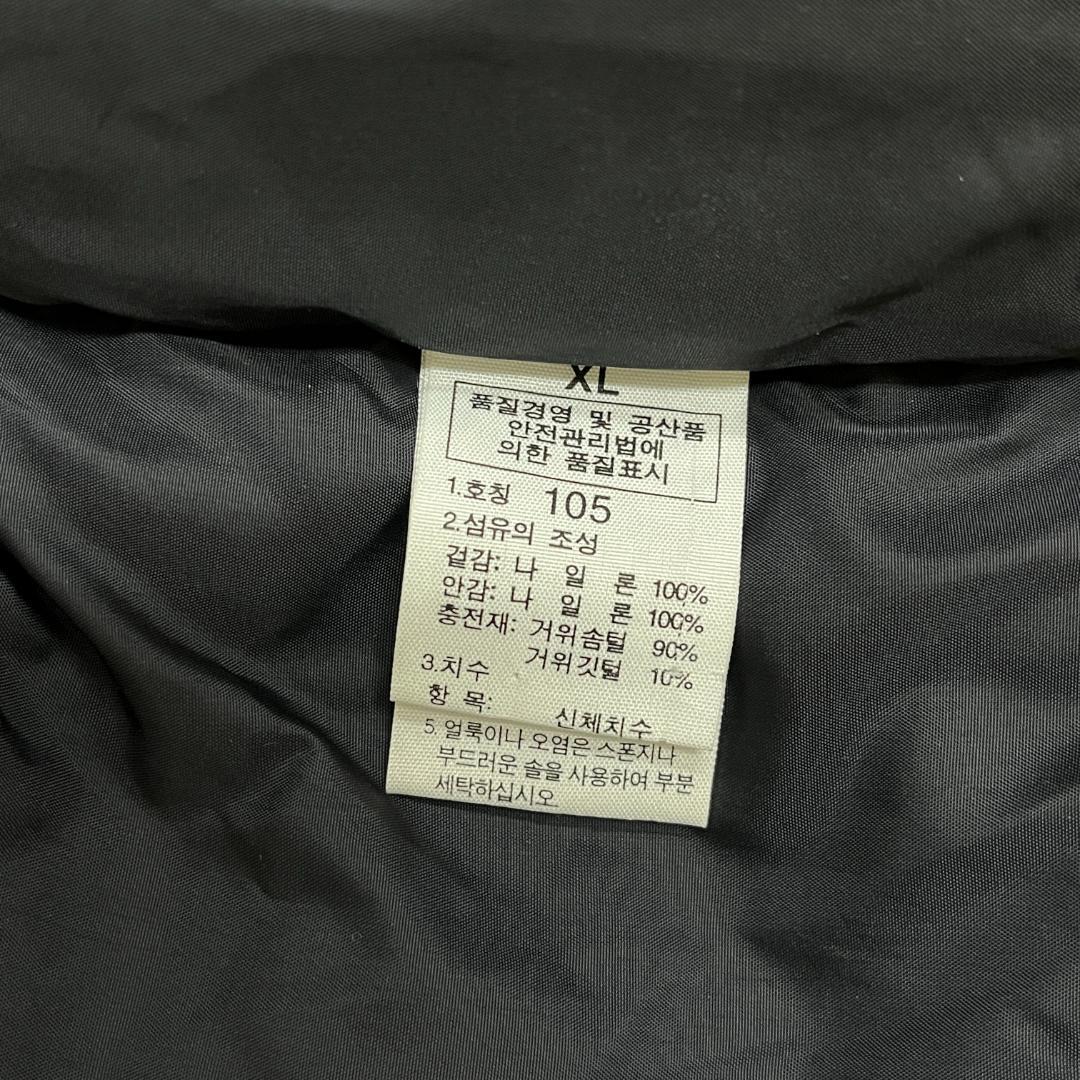 XL
품질경영 및 공산품
안전관리법에
의한 품질표시
1.호칭 105
2.섬유의 조성
겉감: 나 일 론 100%
안감: 나 일 론 100%
충전재: 거위솜털 90%
거위깃털 10%
3.치수
항 목: 신체치수
5. 얼룩이나 오염은 스폰지나
부드러운 솔을 사용하여 부분
세탁하십시오.